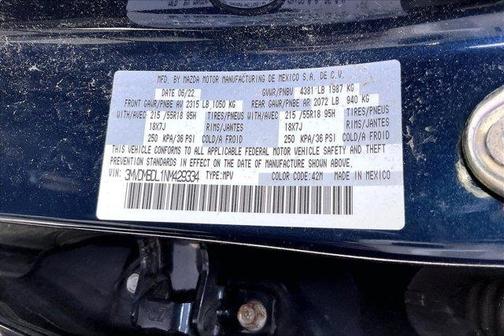 MFD. BY MAZDA MOTOR MANUFACTURING DE MEXICO S.A. DE C.V.
DATE 05/22 GVWR/PNBV 4381 LB 1987 KG
FRONT GAWR/PNBE AV 2315 LB 1050 KG REAR GAWR/PNBE AR 2072 LB 940 KG
WITH/AVEC 215 /55R18 95H TIRES/PNEUS WITH/AVEC 215 /55R18 95H TIRES/PNEUS
18X7J RIMS/JANTES 18X7J RIMS/JANTES
250 KPA/36 PSI COLD/A FROID 250 KPA/36 PSI COLD/A FROID
THIS VEHICLE CONFORMS TO ALL APPLICABLE FEDERAL MOTOR VEHICLE SAFETY AND
THEFT PREVENTION STANDARDS IN EFFECT ON THE DATE OF MANUFACTURE SHOWN ABOVE.
VIN: 3MVDMBDL1NM429334 TYPE: MPV COLOR CODE: 42M MADE IN MEXICO